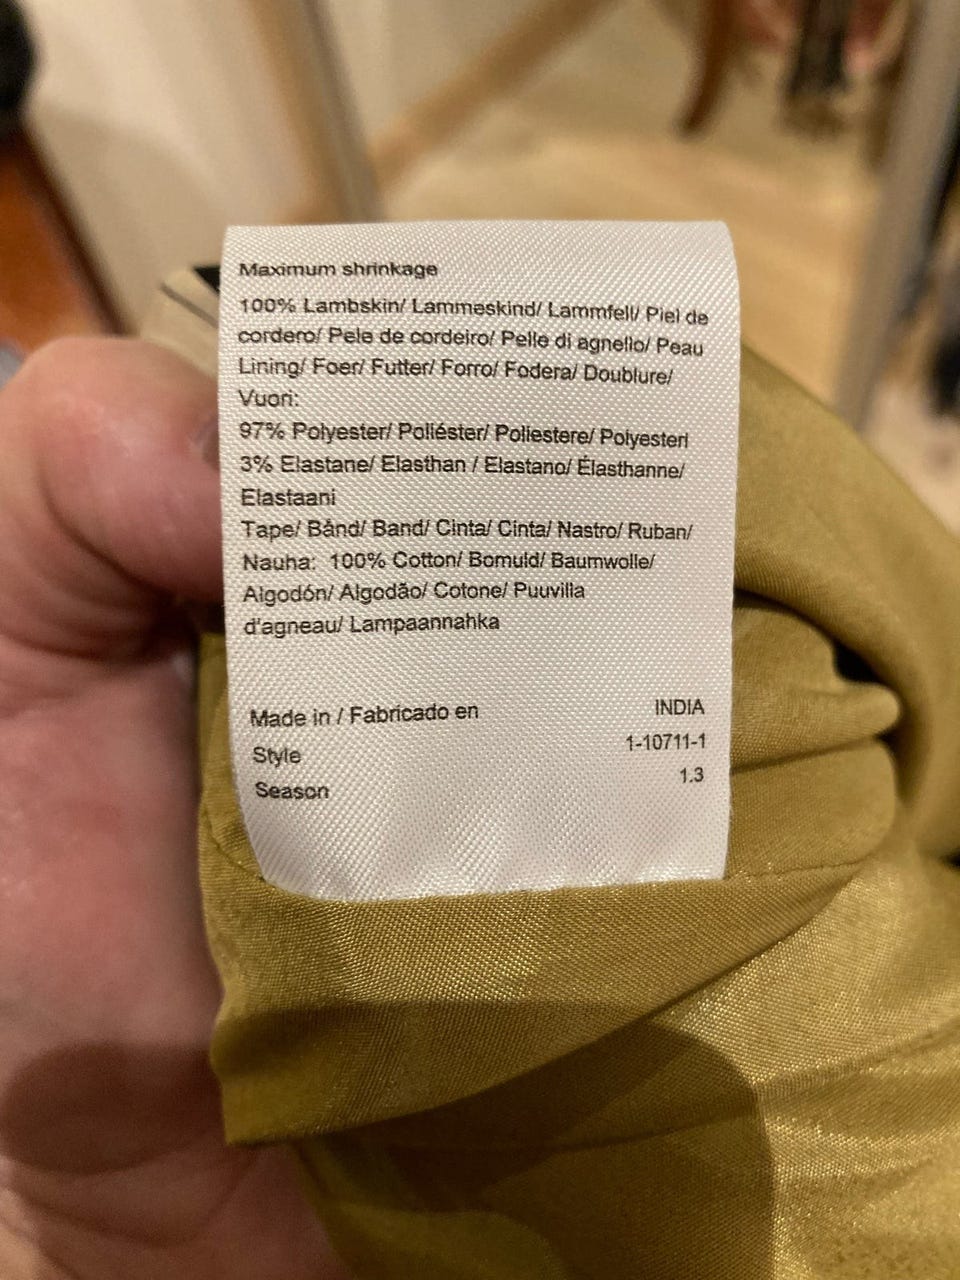 Maximum shrinkage
100% Lambskin/ Lammeskind/ Lammfell/ Piel de
cordero/ Pele de cordeiro/ Pelle di agnello/ Peau
Lining/ Foer/ Futter/ Forro/ Fodera/ Doublure/
Vuori:
97% Polyester/ Poliéster/ Poliestere/ Polyesteri
3% Elastane/ Elasthan / Elastano/ Élasthanne/
Elastaani
Tape/ Bånd/ Band/ Cinta/ Cinta/ Nastro/ Ruban/
Nauha: 100% Cotton/ Bomuld/ Baumwolle/
Algodón/ Algodão/ Cotone/ Puuvilla
d'agneau/ Lampaannahka
Made in / Fabricado en INDIA
Style 1-10711-1
Season 1.3